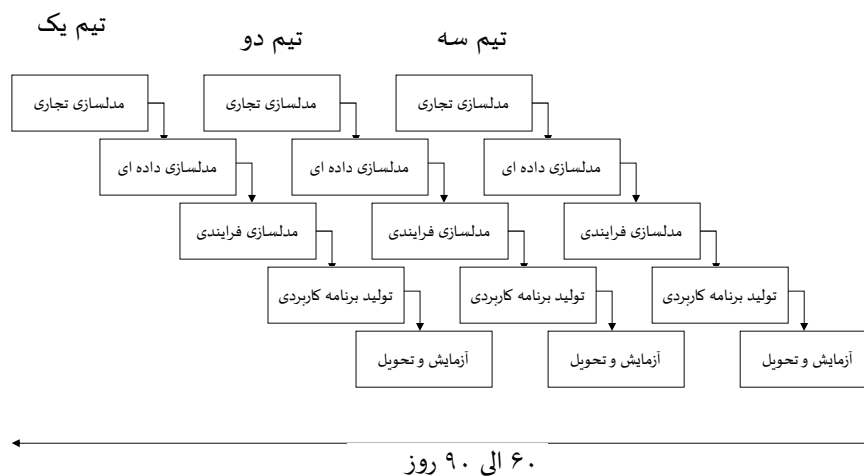 تیم یک
تیم دو
تیم سه
مدلسازی تجاری
مدلسازی تجاری
مدلسازی تجاری
مدلسازی داده ای
مدلسازی داده ای
مدلسازی داده ای
مدلسازی فرایندی
مدلسازی فرایندی
مدلسازی فرایندی
تولید برنامه کاربردی
تولید برنامه کاربردی
تولید برنامه کاربردی
آزمایش و تحویل
آزمایش و تحویل
آزمایش و تحویل
۶۰ الی ۹۰ روز